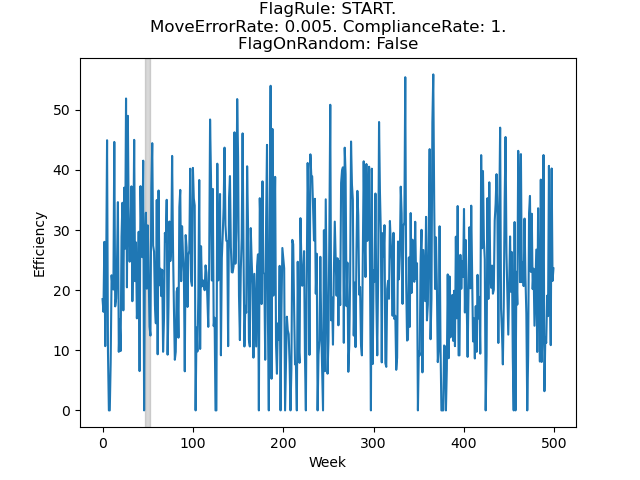 FlagRule: START.
MoveErrorRate: 0.005. ComplianceRate: 1.
FlagOnRandom: False
Efficiency
50
40
30
20
10
0
0 100 200 300 400 500
Week